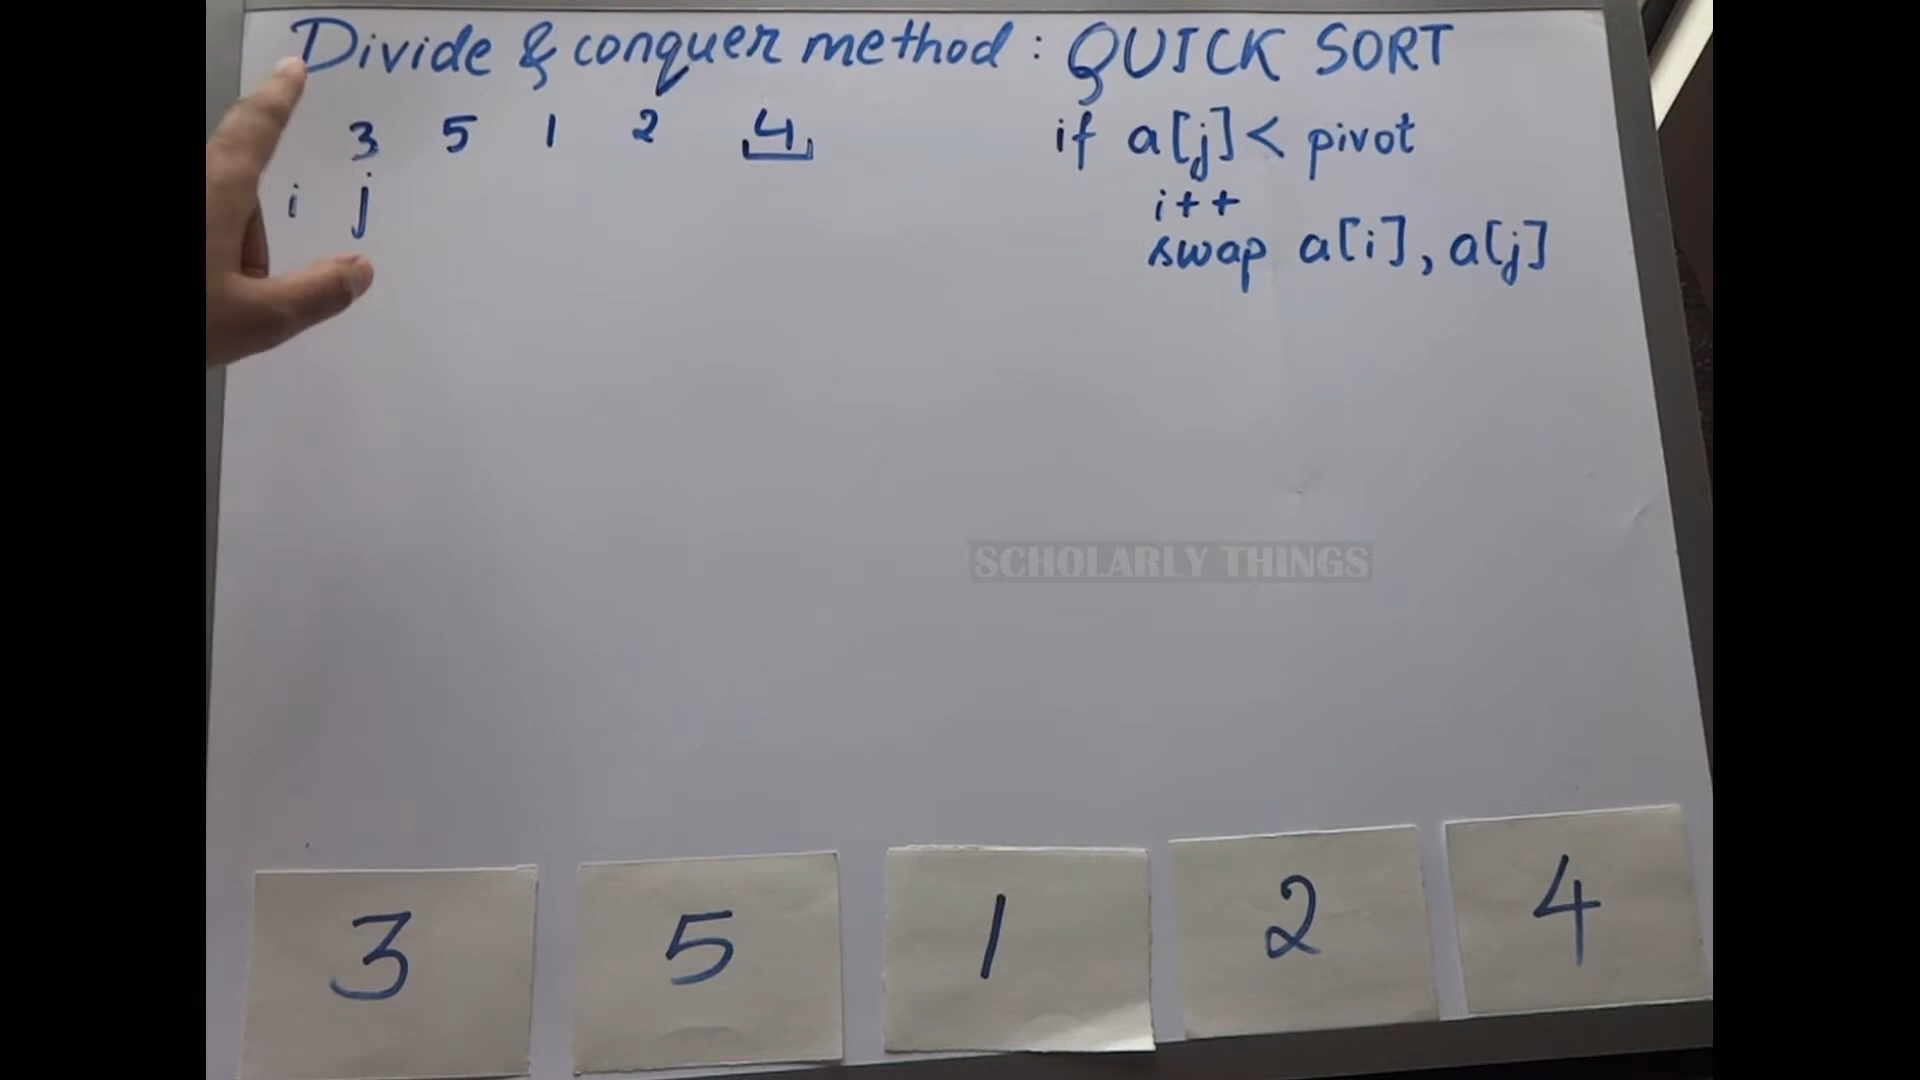 Divide & conquer method : QUICK SORT
3 5 1 2 4
i j
if a[j] < pivot
i++
swap a[i], a[j]
SCHOLARLY THINGS
3 5 1 2 4